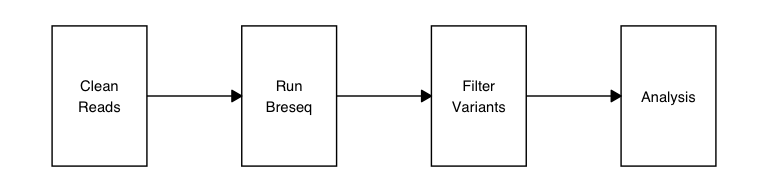 Clean
Reads
Run
Breseq
Filter
Variants
Analysis